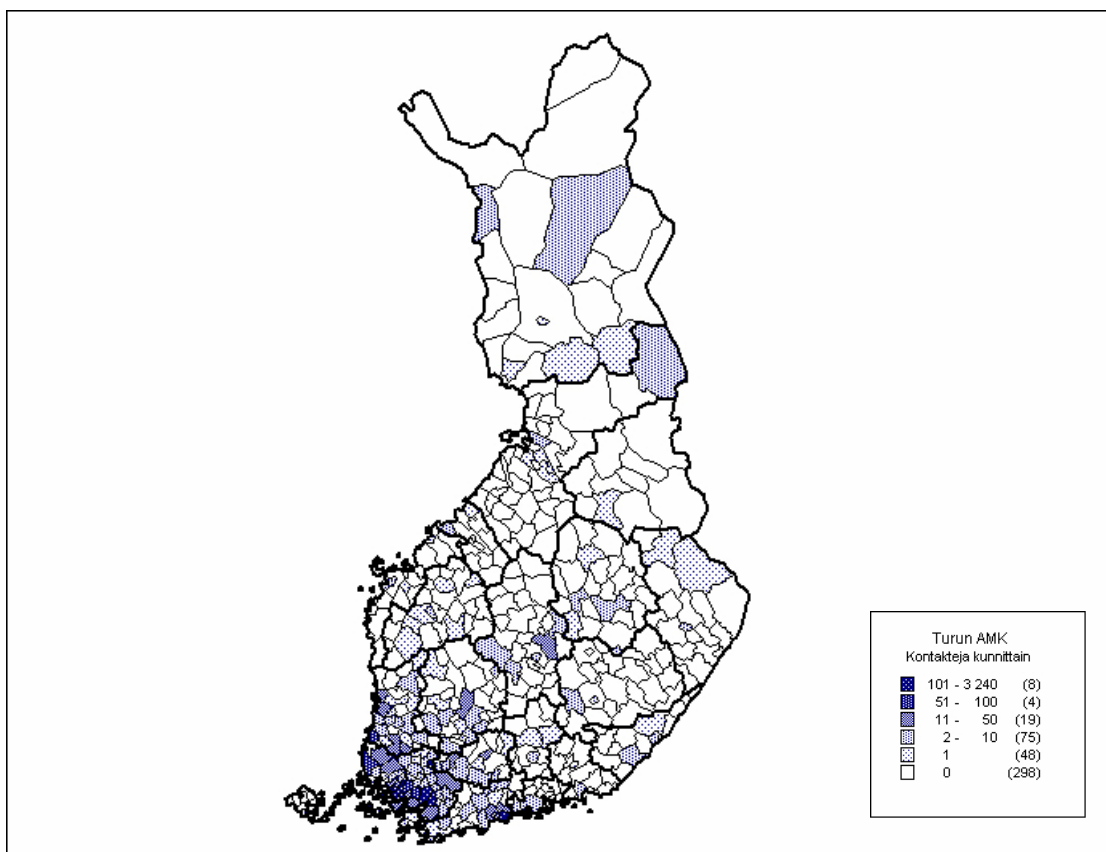 Turun AMK
Kontakteja kunnittain
101 - 3 240 (8)
51 - 100 (4)
11 - 50 (19)
2 - 10 (75)
1 (48)
0 (298)